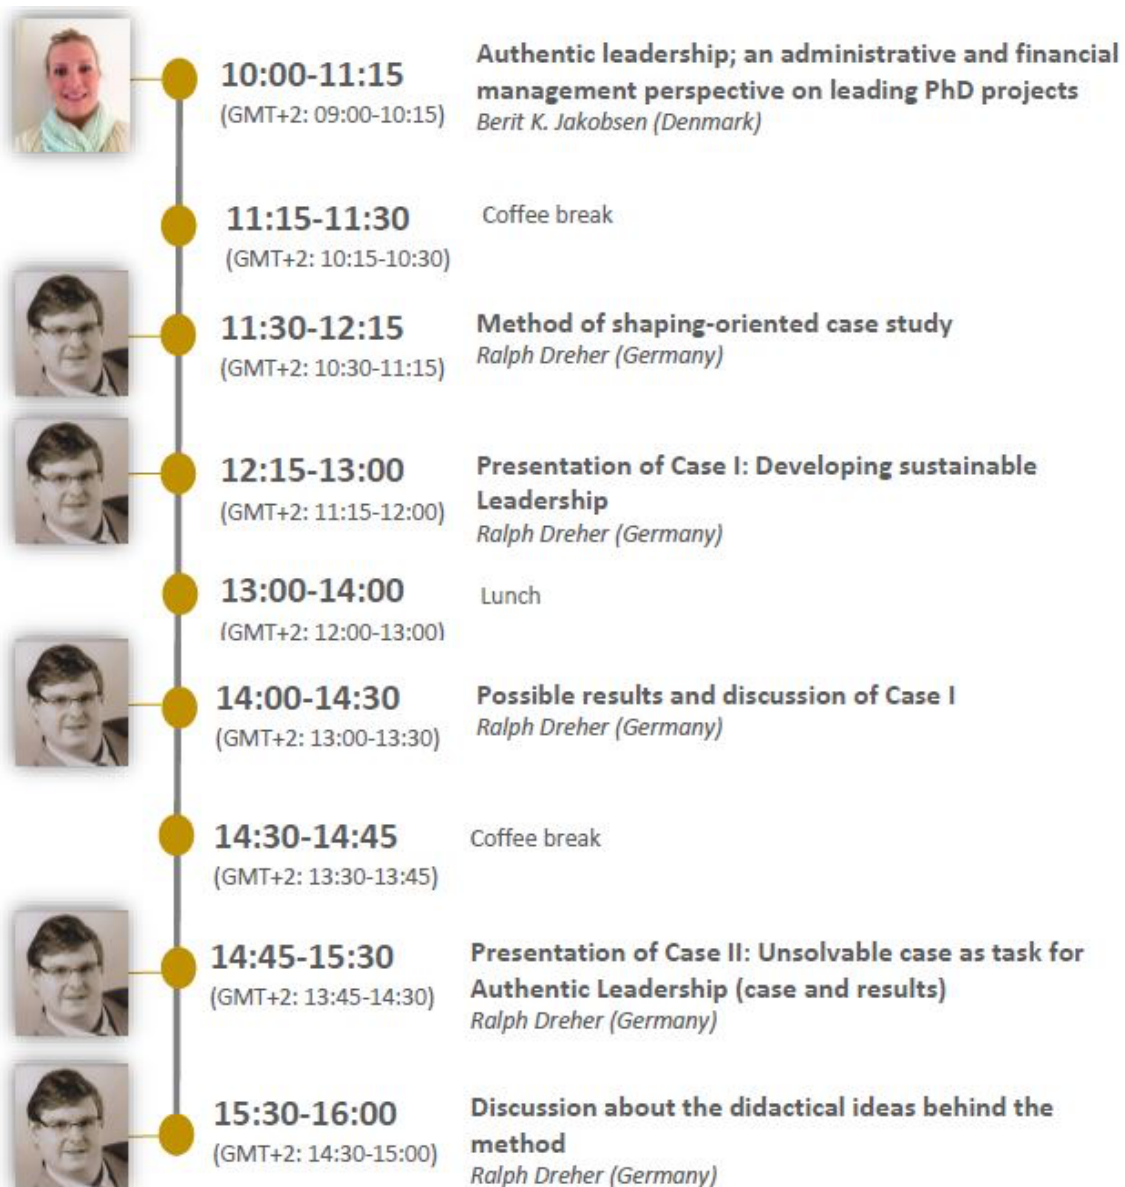 10:00-11:15
(GMT+2: 09:00-10:15)
Authentic leadership; an administrative and financial
management perspective on leading PhD projects
Berit K. Jakobsen (Denmark)
11:15-11:30
(GMT+2: 10:15-10:30)
Coffee break
11:30-12:15
(GMT+2: 10:30-11:15)
Method of shaping-oriented case study
Ralph Dreher (Germany)
12:15-13:00
(GMT+2: 11:15-12:00)
Presentation of Case I: Developing sustainable
Leadership
Ralph Dreher (Germany)
13:00-14:00
(GMT+2: 12:00-13:00)
Lunch
14:00-14:30
(GMT+2: 13:00-13:30)
Possible results and discussion of Case I
Ralph Dreher (Germany)
14:30-14:45
(GMT+2: 13:30-13:45)
Coffee break
14:45-15:30
(GMT+2: 13:45-14:30)
Presentation of Case II: Unsolvable case as task for
Authentic Leadership (case and results)
Ralph Dreher (Germany)
15:30-16:00
(GMT+2: 14:30-15:00)
Discussion about the didactical ideas behind the
method
Ralph Dreher (Germany)